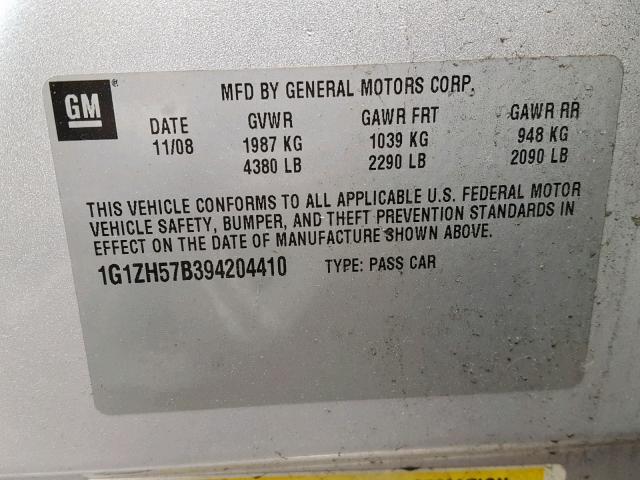 GM ®
MFD BY GENERAL MOTORS CORP.
DATE GVWR GAWR FRT GAWR RR
11/08 1987 KG 1039 KG 948 KG
4380 LB 2290 LB 2090 LB
THIS VEHICLE CONFORMS TO ALL APPLICABLE U.S. FEDERAL MOTOR
VEHICLE SAFETY, BUMPER, AND THEFT PREVENTION STANDARDS IN
EFFECT ON THE DATE OF MANUFACTURE SHOWN ABOVE.
1G1ZH57B394204410 TYPE: PASS CAR